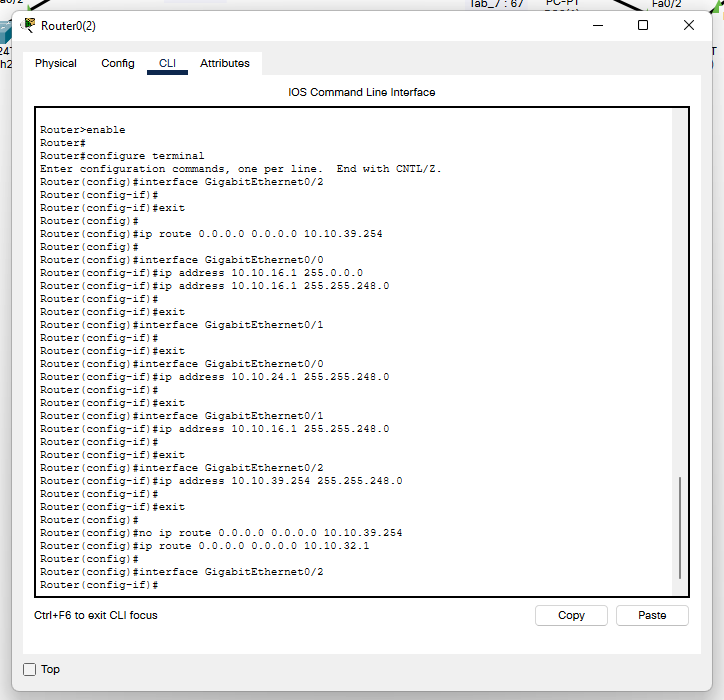 Tab_7 : 67
PC-PT
Fa0/2
Router0(2)
Physical Config CLI Attributes
IOS Command Line Interface
Router>enable
Router#
Router#configure terminal
Enter configuration commands, one per line.  End with CNTL/Z.
Router(config)#interface GigabitEthernet0/2
Router(config-if)#
Router(config-if)#exit
Router(config)#
Router(config)#ip route 0.0.0.0 0.0.0.0 10.10.39.254
Router(config)#
Router(config)#interface GigabitEthernet0/0
Router(config-if)#ip address 10.10.16.1 255.0.0.0
Router(config-if)#ip address 10.10.16.1 255.255.248.0
Router(config-if)#
Router(config-if)#exit
Router(config)#interface GigabitEthernet0/1
Router(config-if)#
Router(config-if)#exit
Router(config)#interface GigabitEthernet0/0
Router(config-if)#ip address 10.10.24.1 255.255.248.0
Router(config-if)#
Router(config-if)#exit
Router(config)#interface GigabitEthernet0/1
Router(config-if)#ip address 10.10.16.1 255.255.248.0
Router(config-if)#
Router(config-if)#exit
Router(config)#interface GigabitEthernet0/2
Router(config-if)#ip address 10.10.39.254 255.255.248.0
Router(config-if)#
Router(config-if)#exit
Router(config)#
Router(config)#no ip route 0.0.0.0 0.0.0.0 10.10.39.254
Router(config)#ip route 0.0.0.0 0.0.0.0 10.10.32.1
Router(config)#
Router(config)#interface GigabitEthernet0/2
Router(config-if)#
Ctrl+F6 to exit CLI focus
Copy Paste
Top